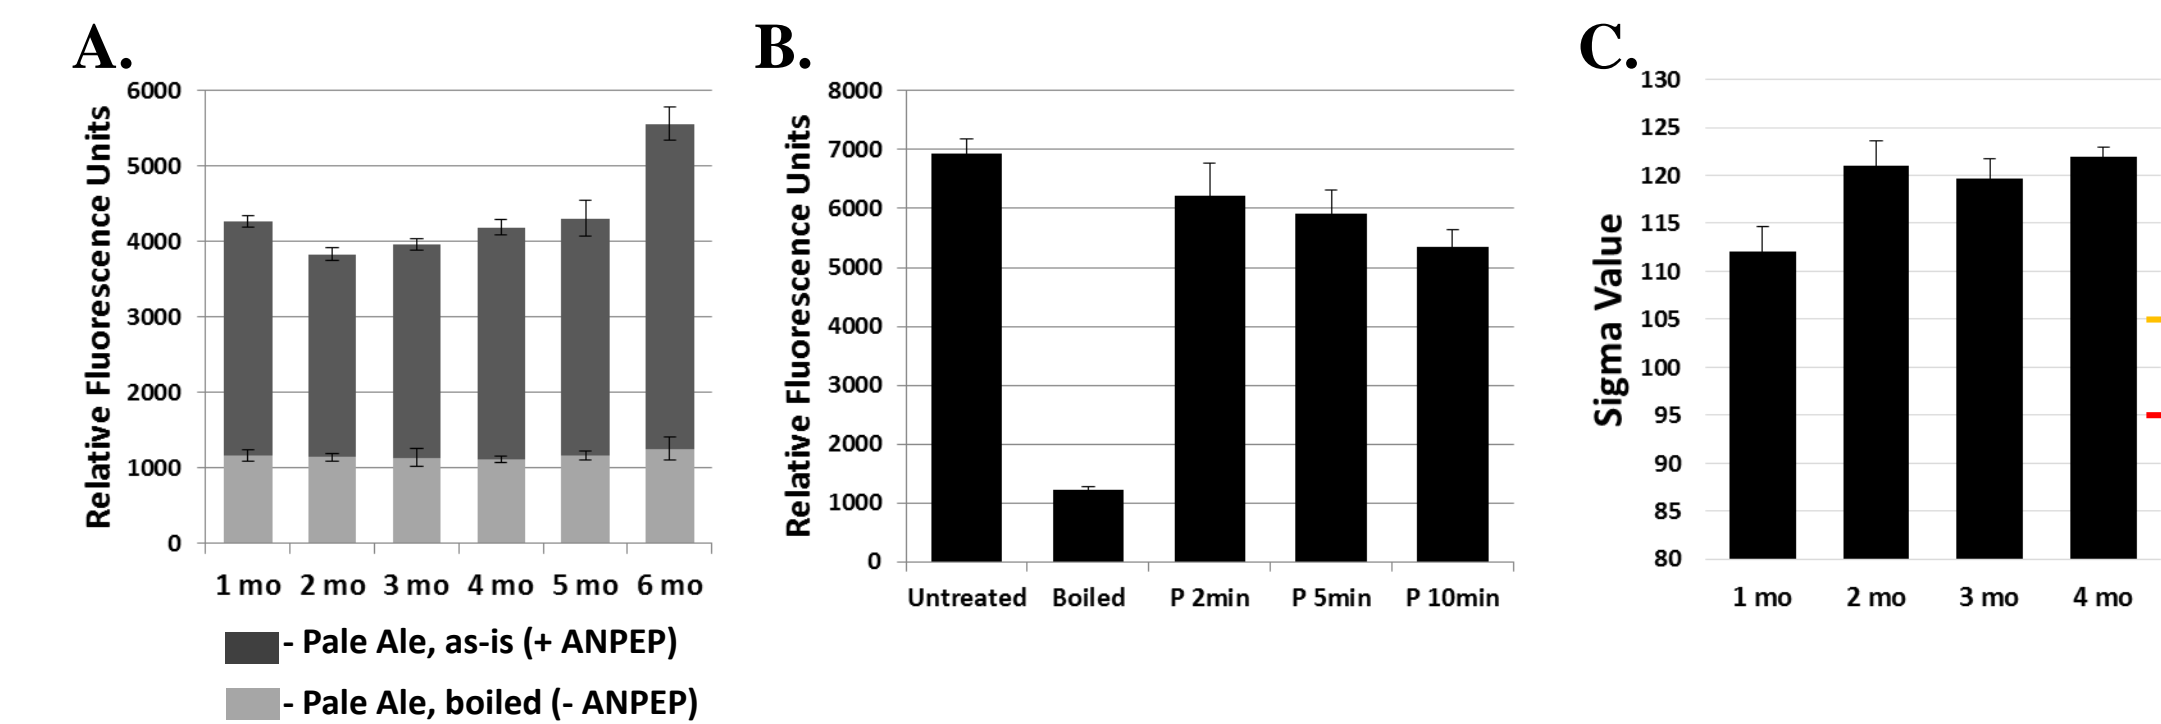 A.
Relative Fluorescence Units
6000
5000
4000
3000
2000
1000
0
1 mo 2 mo 3 mo 4 mo 5 mo 6 mo
- Pale Ale, as-is (+ ANPEP)
- Pale Ale, boiled (- ANPEP)
B.
Relative Fluorescence Units
8000
7000
6000
5000
4000
3000
2000
1000
0
Untreated Boiled P 2min P 5min P 10min
C.
Sigma Value
130
125
120
115
110
105
100
95
90
85
80
1 mo 2 mo 3 mo 4 mo